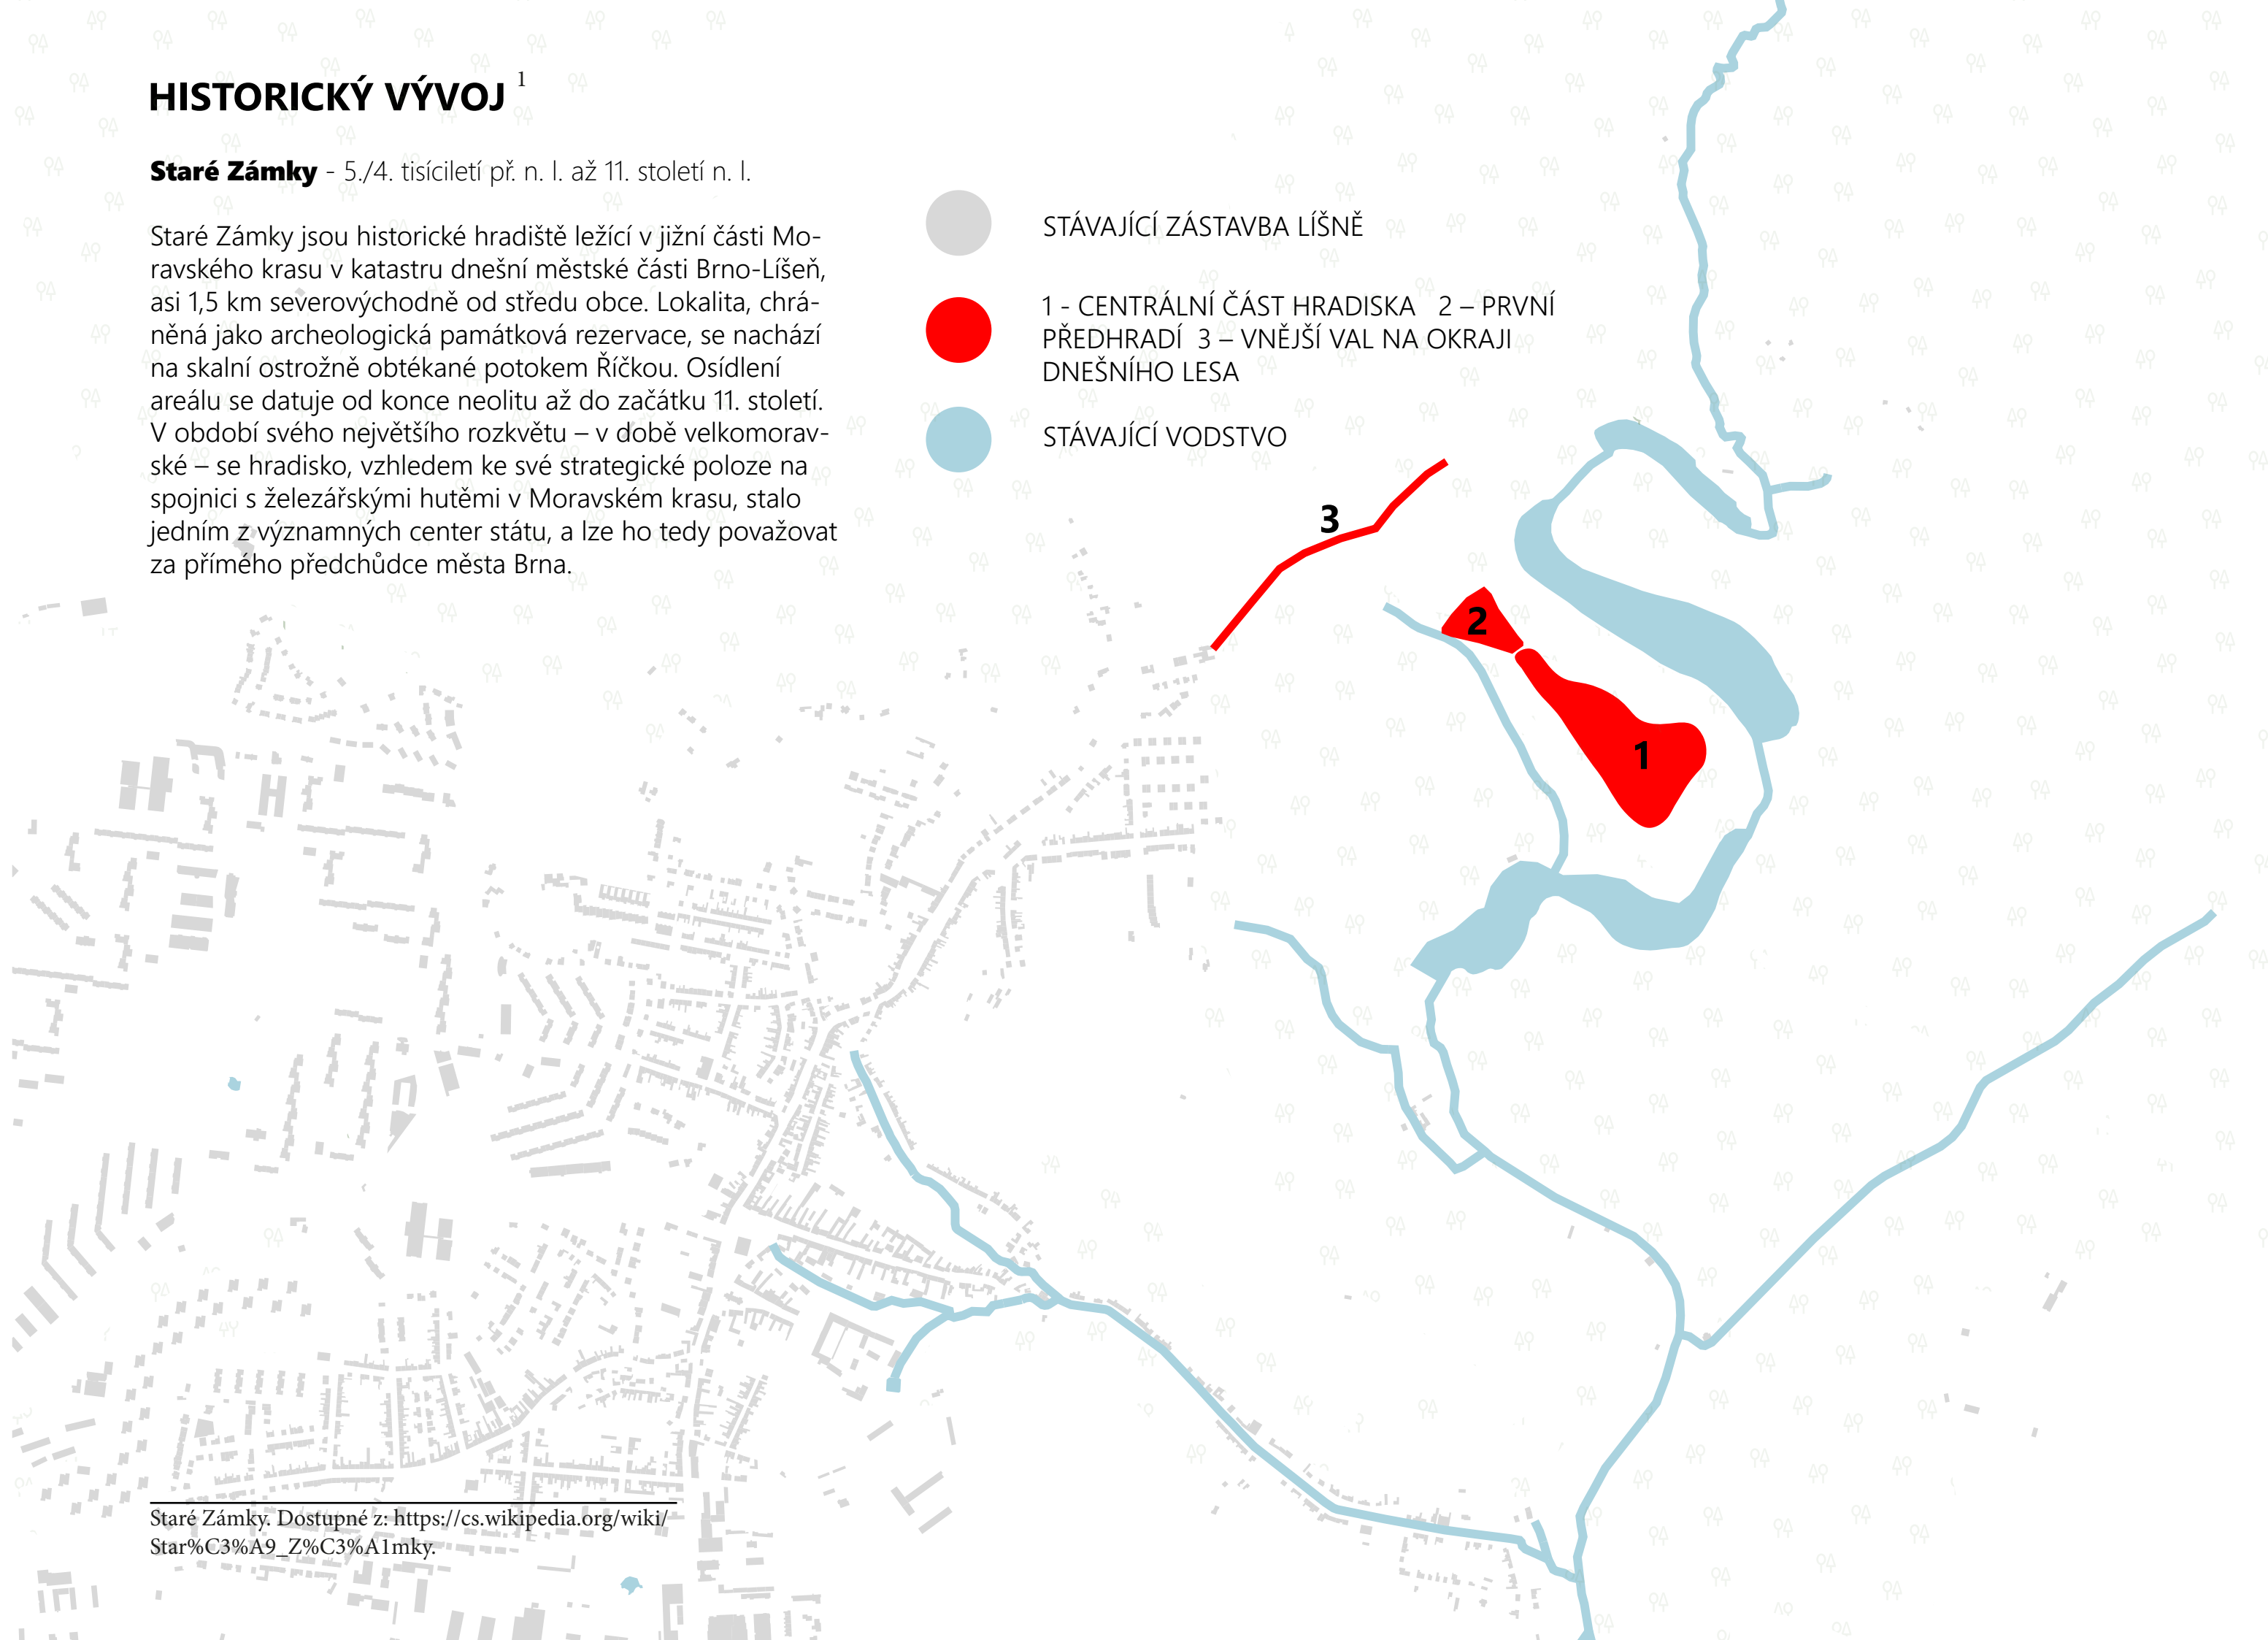 HISTORICKÝ VÝVOJ 1
Staré Zámky - 5./4. tisíciletí př. n. l. až 11. století n. l.
Staré Zámky jsou historické hradiště ležící v jižní části Mo-
ravského krasu v katastru dnešní městské části Brno-Líšeň,
asi 1,5 km severovýchodně od středu obce. Lokalita, chrá-
něná jako archeologická památková rezervace, se nachází
na skalní ostrožně obtékané potokem Říčkou. Osídlení
areálu se datuje od konce neolitu až do začátku 11. století.
V období svého největšího rozkvětu – v době velkomorav-
ské – se hradisko, vzhledem ke své strategické poloze na
spojnici s železářskými hutěmi v Moravském krasu, stalo
jedním z významných center státu, a lze ho tedy považovat
za přímého předchůdce města Brna.
STÁVAJÍCÍ ZÁSTAVBA LÍŠNĚ
1 - CENTRÁLNÍ ČÁST HRADISKA 2 – PRVNÍ
PŘEDHRADÍ 3 – VNĚJŠÍ VAL NA OKRAJI
DNEŠNÍHO LESA
STÁVAJÍCÍ VODSTVO
3
2
1
Staré Zámky. Dostupné z: https://cs.wikipedia.org/wiki/
Star%C3%A9_Z%C3%A1mky.